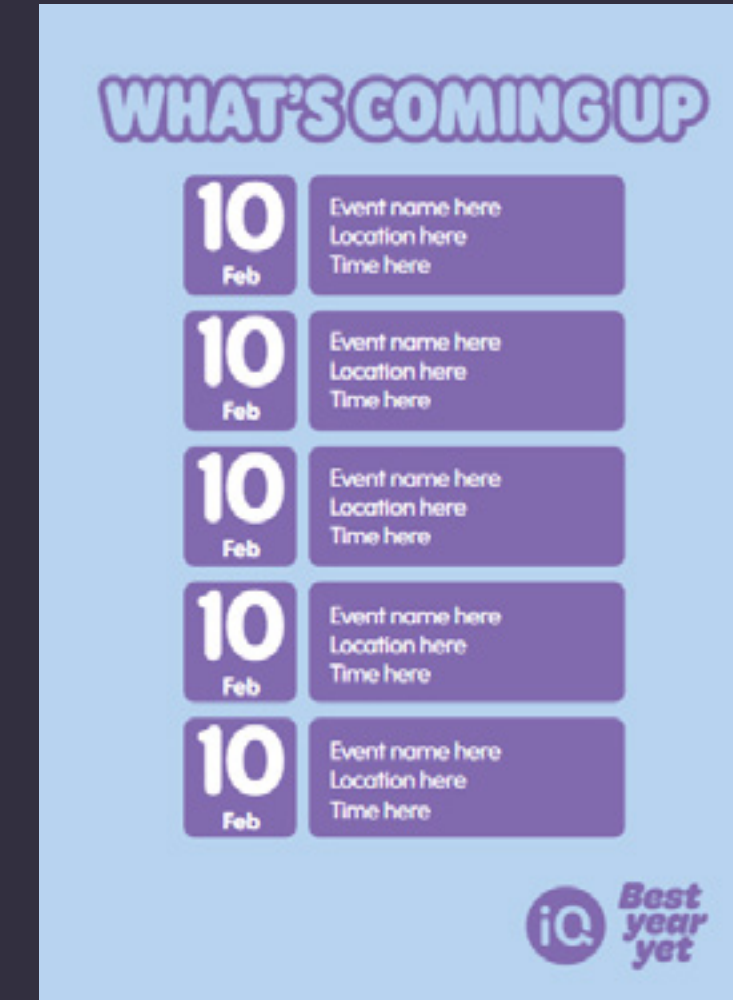 WHAT'S COMING UP
10
Feb
Event name here
Location here
Time here
10
Feb
Event name here
Location here
Time here
10
Feb
Event name here
Location here
Time here
10
Feb
Event name here
Location here
Time here
10
Feb
Event name here
Location here
Time here
iQ
Best
year
yet